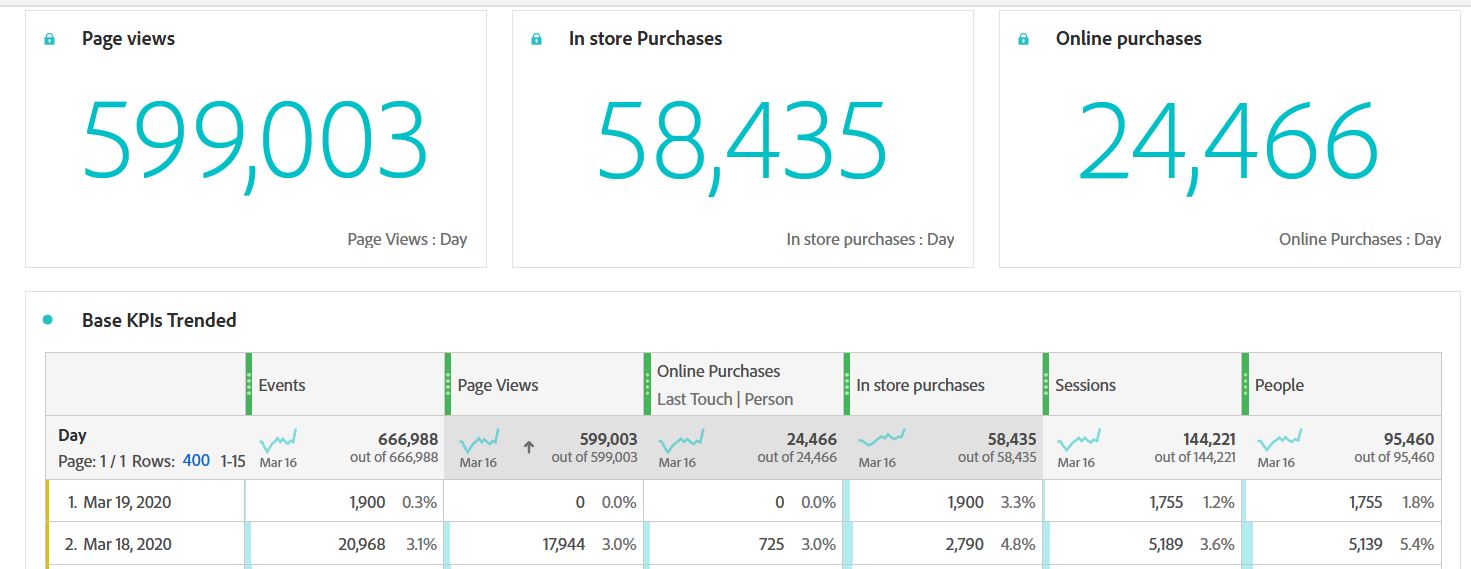 Page views
599,003
Page Views : Day
In store Purchases
58,435
In store purchases : Day
Online purchases
24,466
Online Purchases : Day
Base KPIs Trended
Events Page Views Online Purchases Last Touch | Person In store purchases Sessions People
Day
Page: 1 / 1 Rows: 400 1-15
Mar 16 666,988 out of 666,988
Mar 16 599,003 out of 599,003
Mar 16 24,466 out of 24,466
Mar 16 58,435 out of 58,435
Mar 16 144,221 out of 144,221
Mar 16 95,460 out of 95,460
1. Mar 19, 2020 1,900 0.3% 0 0.0% 0 0.0% 1,900 3.3% 1,755 1.2% 1,755 1.8%
2. Mar 18, 2020 20,968 3.1% 17,944 3.0% 725 3.0% 2,790 4.8% 5,189 3.6% 5,139 5.4%